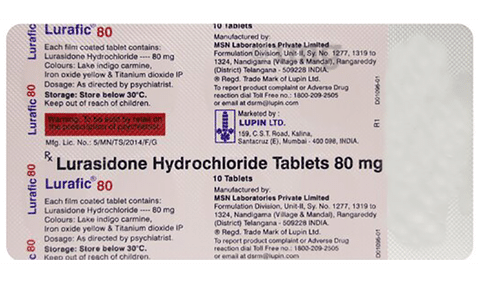 Lurafic® 80
Each film coated tablet contains:
Lurasidone Hydrochloride ---- 80 mg
Colours: Lake indigo carmine,
Iron oxide yellow & Titanium dioxide IP
Dosage: As directed by psychiatrist.
Storage: Store below 30°C.
Keep out of reach of children.
Warning: To be sold by retail on
the prescription of psychiatrist.
Mfg. Lic. No.: 5/MN/TS/2014/F/G
10 Tablets
Manufactured by:
MSN Laboratories Private Limited
Formulation Division, Unit-II, Sy. No. 1277, 1319 to
1324, Nandigama (Village & Mandal), Rangareddy
(District) Telangana - 509228 INDIA.
® Regd. Trade Mark of Lupin Ltd.
To report product complaint or Adverse Drug
reaction dial Toll Free no.: 1800-209-2505
or email at dsrm@lupin.com
Marketed by :
LUPIN LTD.
159, C.S.T. Road, Kalina,
Santacruz (E), Mumbai - 400 098, INDIA.
Rx Lurasidone Hydrochloride Tablets 80 mg
Lurafic® 80
Each film coated tablet contains:
Lurasidone Hydrochloride ---- 80 mg
Colours: Lake indigo carmine,
Iron oxide yellow & Titanium dioxide IP
Dosage: As directed by psychiatrist.
Storage: Store below 30°C.
Keep out of reach of children.
10 Tablets
Manufactured by:
MSN Laboratories Private Limited
Formulation Division, Unit-II, Sy. No. 1277, 1319 to
1324, Nandigama (Village & Mandal), Rangareddy
(District) Telangana - 509228 INDIA.
® Regd. Trade Mark of Lupin Ltd.
To report product complaint or Adverse Drug
reaction dial Toll Free no.: 1800-209-2505
or email at dsrm@lupin.com
Lurafic 80
Lurafic 80
Lurafic 80
80
D01096-01
R1
D01096-01